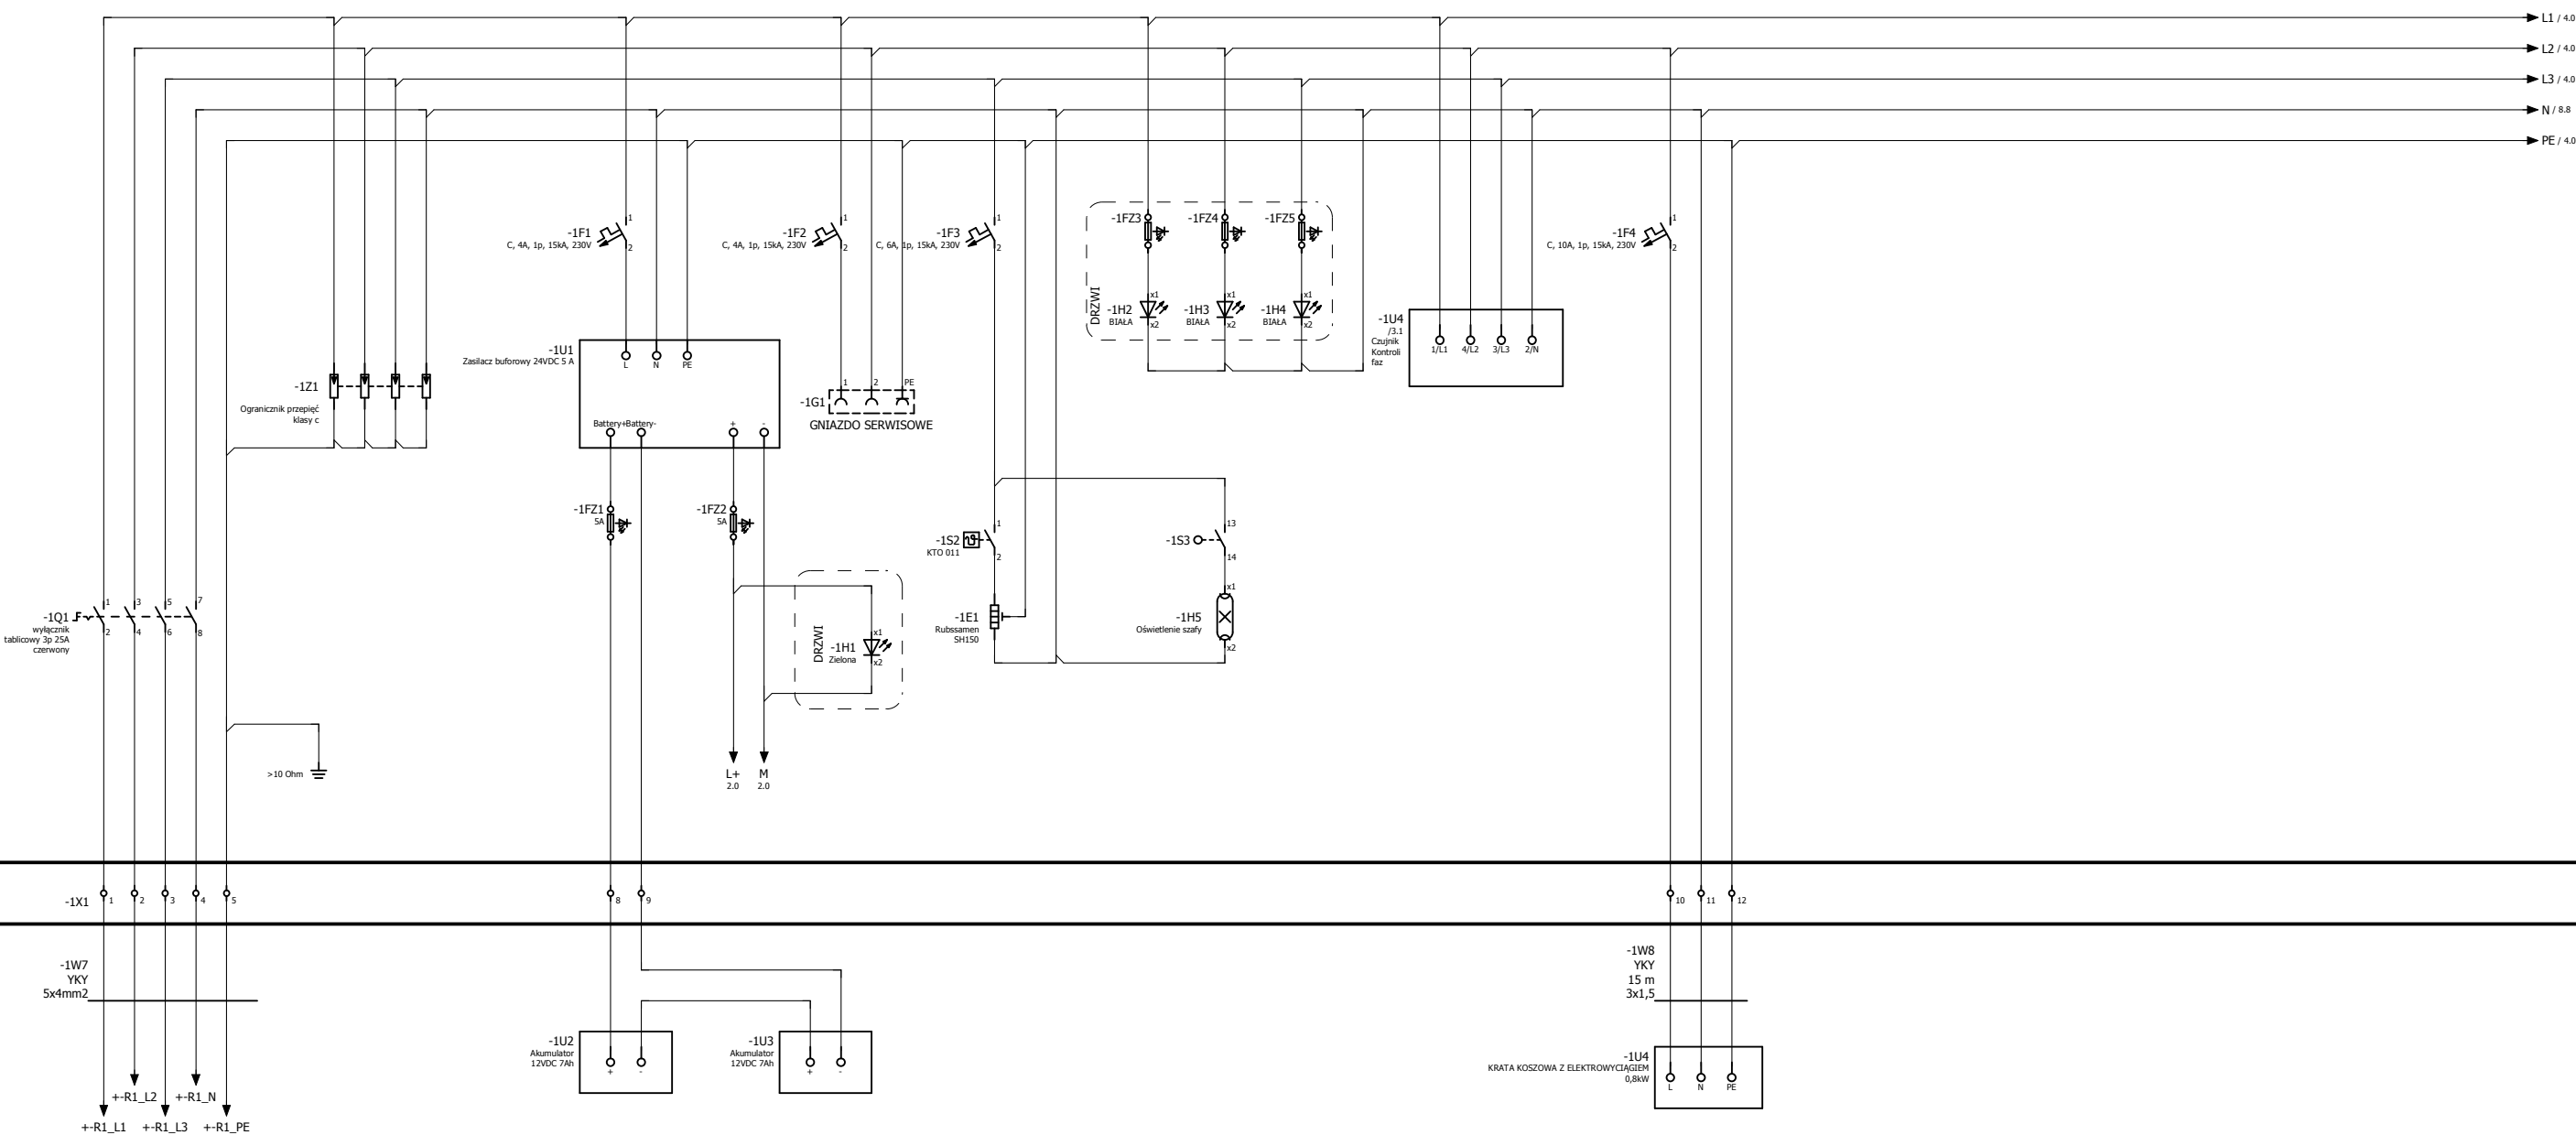 L1 / 4.0
L2 / 4.0
L3 / 4.0
N / 8.8
PE / 4.0
-1F1
C, 4A, 1p, 15kA, 230V
1
2
-1F2
C, 4A, 1p, 15kA, 230V
1
2
-1F3
C, 6A, 1p, 15kA, 230V
1
2
DRZWI
-1FZ3
-1FZ4
-1FZ5
-1H2
BIAŁA
x1
x2
-1H3
BIAŁA
x1
x2
-1H4
BIAŁA
x1
x2
-1F4
C, 10A, 1p, 15kA, 230V
1
2
-1U4
/3.1
Czujnik
Kontroli
faz
1/L1
4/L2
3/L3
2/N
-1Z1
Ogranicznik przepięć
klasy c
-1U1
Zasilacz buforowy 24VDC 5 A
L
N
PE
Battery+
Battery-
+
-
-1G1
1
2
PE
GNIAZDO SERWISOWE
-1FZ1
5A
-1FZ2
5A
-1S2
KTO 011
1
2
-1S3
13
14
-1Q1
wyłącznik
tablicowy 3p 25A
czerwony
1
2
3
4
5
6
7
8
DRZWI
-1H1
Zielona
x1
x2
-1E1
Rubssamen
SH150
-1H5
Oświetlenie szafy
x1
x2
>10 Ohm
L+
2.0
M
2.0
-1X1
1
2
3
4
5
8
9
10
11
12
-1W7
YKY
5x4mm2
-1W8
YKY
15 m
3x1,5
-1U2
Akumulator
12VDC 7Ah
+
-
-1U3
Akumulator
12VDC 7Ah
+
-
-1U4
KRATA KOSZOWA Z ELEKTROWYCIĄGIEM
0,8kW
L
N
PE
+-R1_L2
+-R1_N
+-R1_L1
+-R1_L3
+-R1_PE